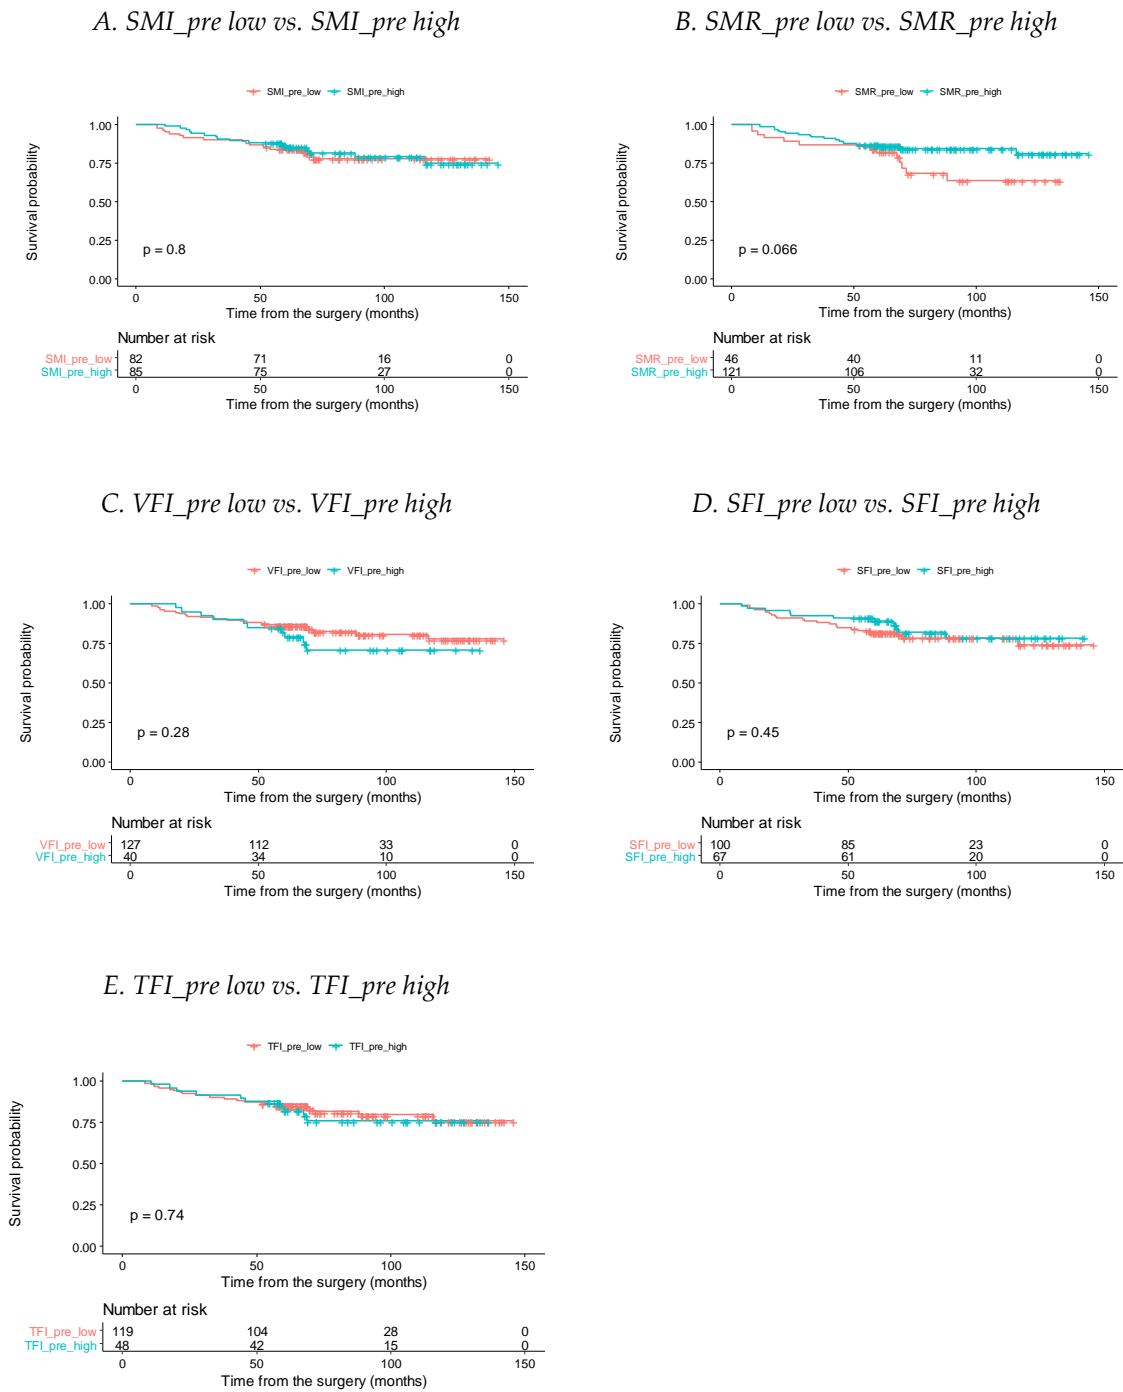 A. SMI_pre low vs. SMI_pre high
SMI_pre_low SMI_pre_high
Survival probability
1.00
0.75
0.50
0.25
0.00
p = 0.8
0 50 100 150
Time from the surgery (months)
Number at risk
SMI_pre_low 82 71 16 0
SMI_pre_high 85 75 27 0
0 50 100 150
Time from the surgery (months)
B. SMR_pre low vs. SMR_pre high
SMR_pre_low SMR_pre_high
Survival probability
1.00
0.75
0.50
0.25
0.00
p = 0.066
0 50 100 150
Time from the surgery (months)
Number at risk
SMR_pre_low 46 40 11 0
SMR_pre_high 121 106 32 0
0 50 100 150
Time from the surgery (months)
C. VFI_pre low vs. VFI_pre high
VFI_pre_low VFI_pre_high
Survival probability
1.00
0.75
0.50
0.25
0.00
p = 0.28
0 50 100 150
Time from the surgery (months)
Number at risk
VFI_pre_low 127 112 33 0
VFI_pre_high 40 34 10 0
0 50 100 150
Time from the surgery (months)
D. SFI_pre low vs. SFI_pre high
SFI_pre_low SFI_pre_high
Survival probability
1.00
0.75
0.50
0.25
0.00
p = 0.45
0 50 100 150
Time from the surgery (months)
Number at risk
SFI_pre_low 100 85 23 0
SFI_pre_high 67 61 20 0
0 50 100 150
Time from the surgery (months)
E. TFI_pre low vs. TFI_pre high
TFI_pre_low TFI_pre_high
Survival probability
1.00
0.75
0.50
0.25
0.00
p = 0.74
0 50 100 150
Time from the surgery (months)
Number at risk
TFI_pre_low 119 104 28 0
TFI_pre_high 48 42 15 0
0 50 100 150
Time from the surgery (months)